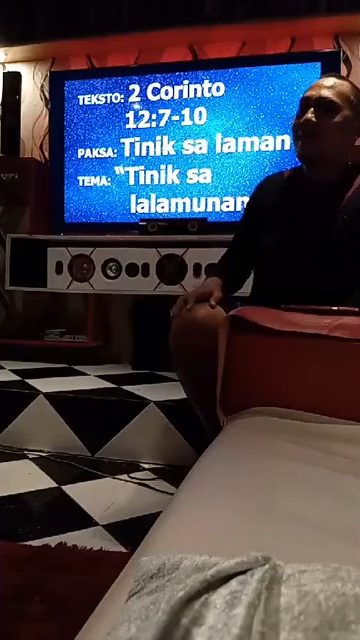 TEKSTO: 2 Corinto
12:7-10
PAKSA: Tinik sa laman
TEMA: "Tinik sa
lalamunan